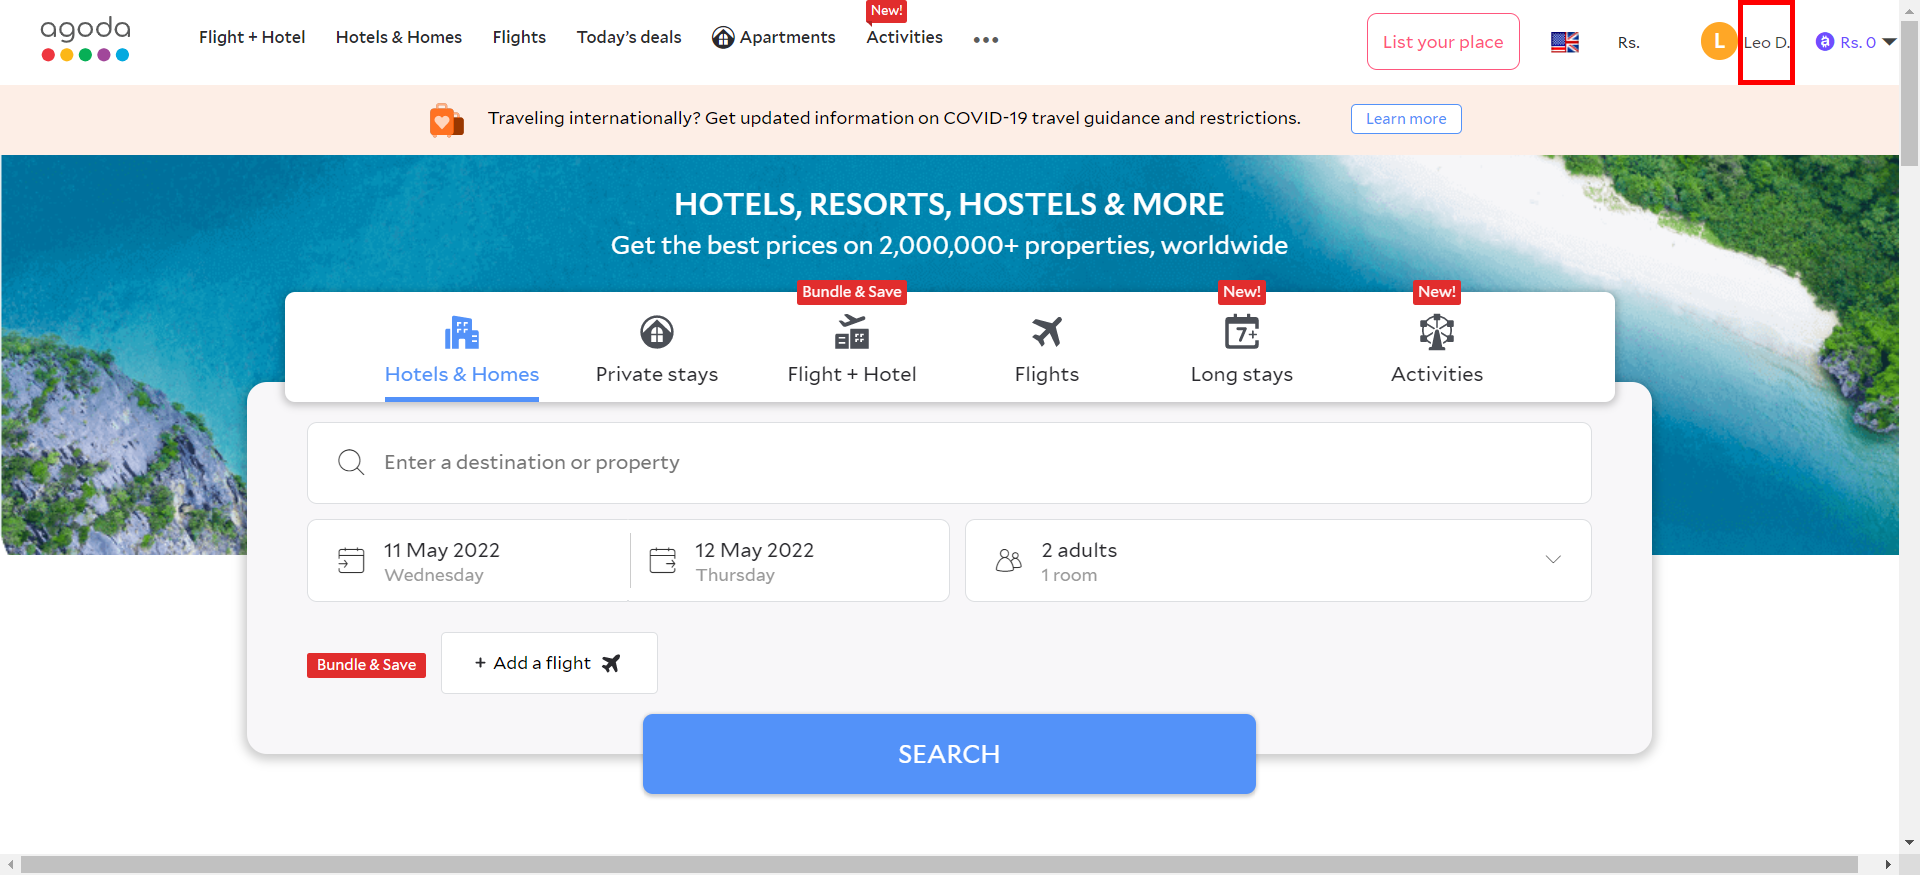 agoda
Flight + Hotel
Hotels & Homes
Flights
Today's deals
Apartments
New!
Activities
List your place
Rs.
L
Leo D.
a Rs. 0
Traveling internationally? Get updated information on COVID-19 travel guidance and restrictions.
Learn more
HOTELS, RESORTS, HOSTELS & MORE
Get the best prices on 2,000,000+ properties, worldwide
Hotels & Homes
Private stays
Bundle & Save
Flight + Hotel
Flights
New!
7+
Long stays
New!
Activities
Enter a destination or property
11 May 2022
Wednesday
12 May 2022
Thursday
2 adults
1 room
Bundle & Save
+ Add a flight
SEARCH